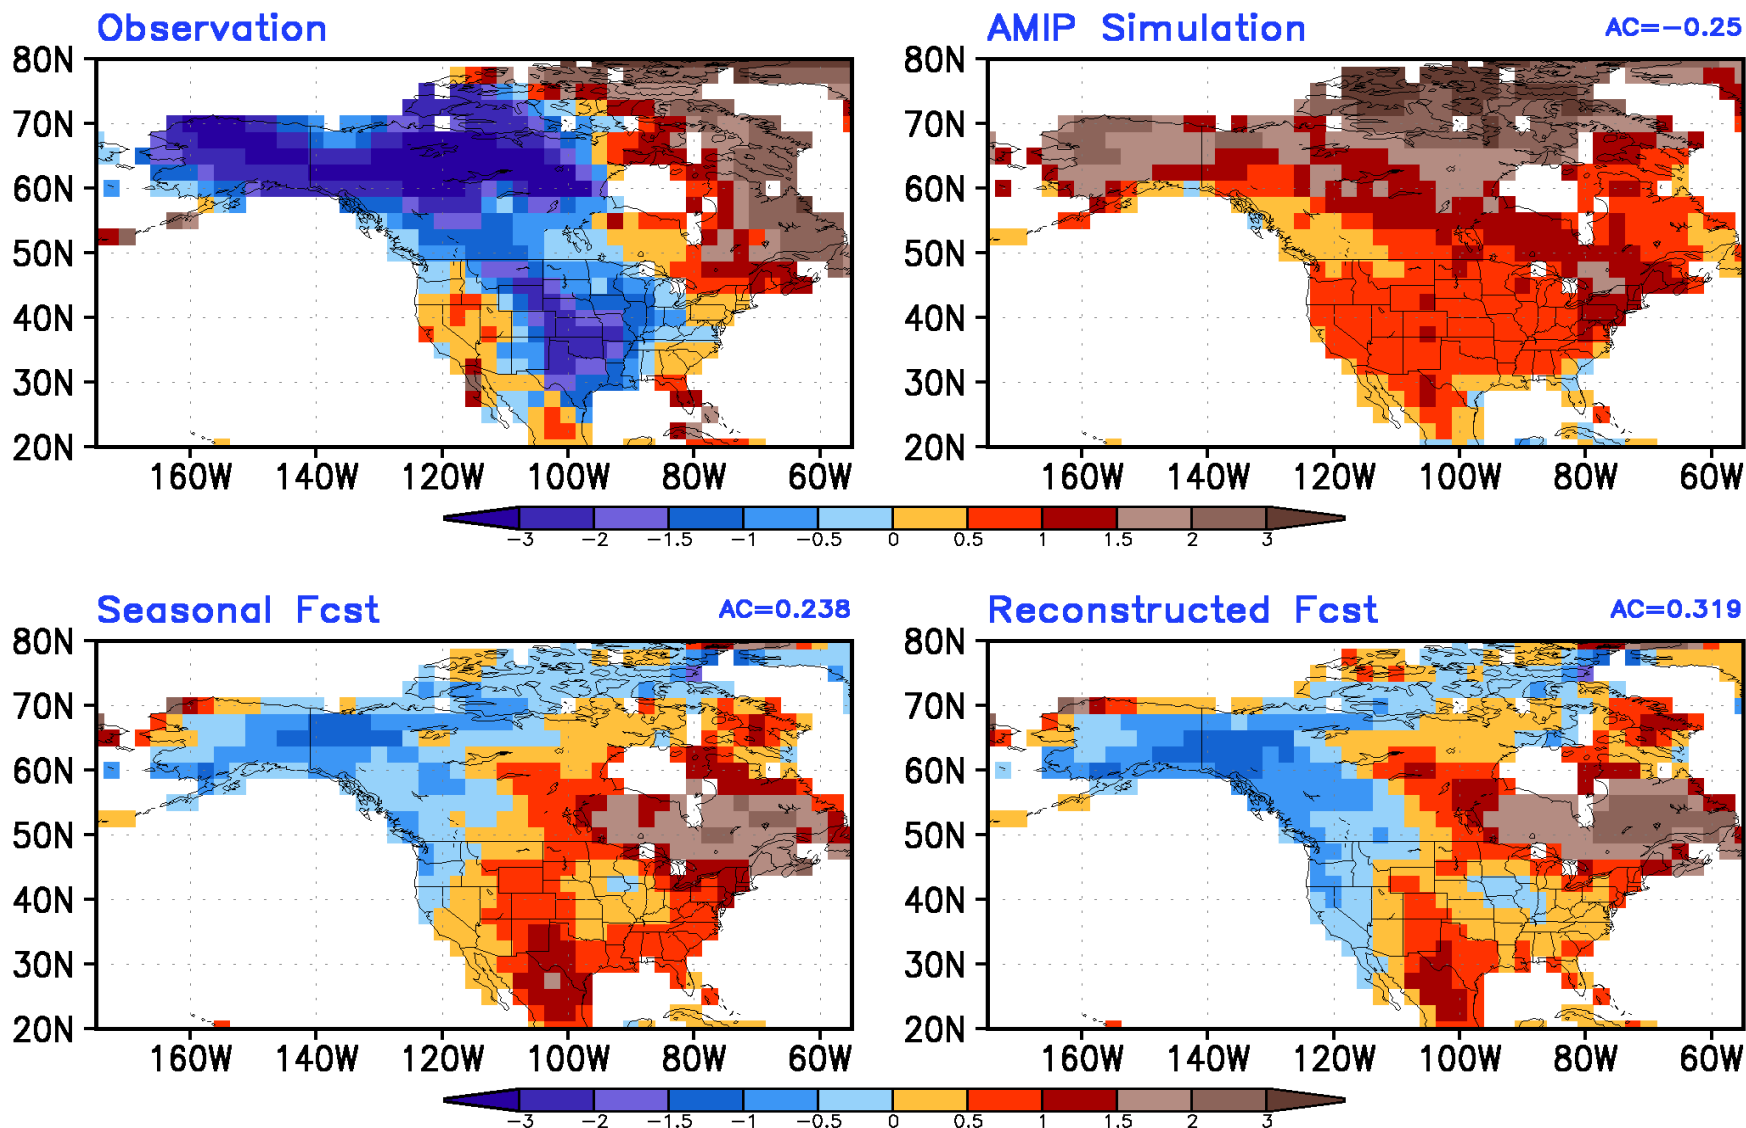 Observation
AMIP Simulation AC=-0.25
80N
70N
60N
50N
40N
30N
20N
160W 140W 120W 100W 80W 60W
80N
70N
60N
50N
40N
30N
20N
160W 140W 120W 100W 80W 60W
-3 -2 -1.5 -1 -0.5 0 0.5 1 1.5 2 3
Seasonal Fcst AC=0.238
Reconstructed Fcst AC=0.319
80N
70N
60N
50N
40N
30N
20N
160W 140W 120W 100W 80W 60W
80N
70N
60N
50N
40N
30N
20N
160W 140W 120W 100W 80W 60W
-3 -2 -1.5 -1 -0.5 0 0.5 1 1.5 2 3